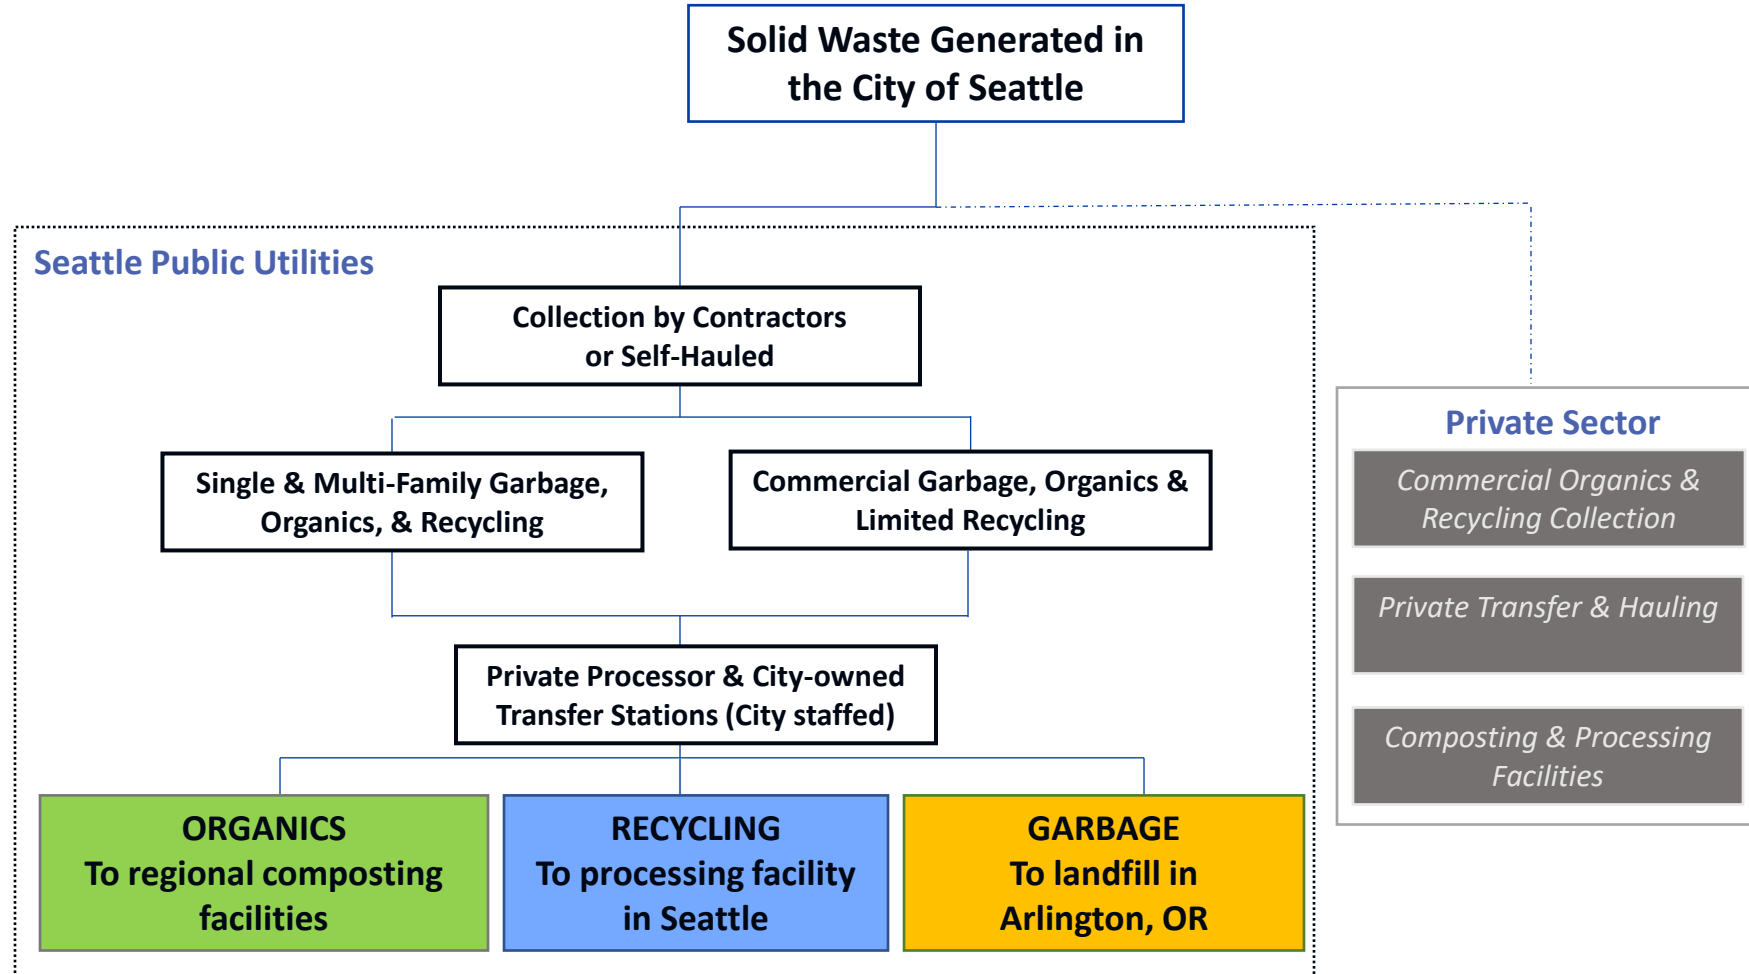 Solid Waste Generated in
the City of Seattle
Seattle Public Utilities
Collection by Contractors
or Self-Hauled
Single & Multi-Family Garbage,
Organics, & Recycling
Commercial Garbage, Organics &
Limited Recycling
Private Processor & City-owned
Transfer Stations (City staffed)
ORGANICS
To regional composting
facilities
RECYCLING
To processing facility
in Seattle
GARBAGE
To landfill in
Arlington, OR
Private Sector
Commercial Organics &
Recycling Collection
Private Transfer & Hauling
Composting & Processing
Facilities